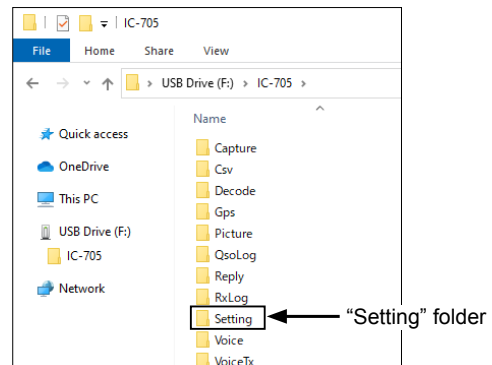 IC-705
File Home Share View
USB Drive (F:) › IC-705 ›
Name
Quick access
OneDrive
This PC
USB Drive (F:)
IC-705
Network
Capture
Csv
Decode
Gps
Picture
QsoLog
Reply
RxLog
Setting
Voice
VoiceTx
“Setting” folder